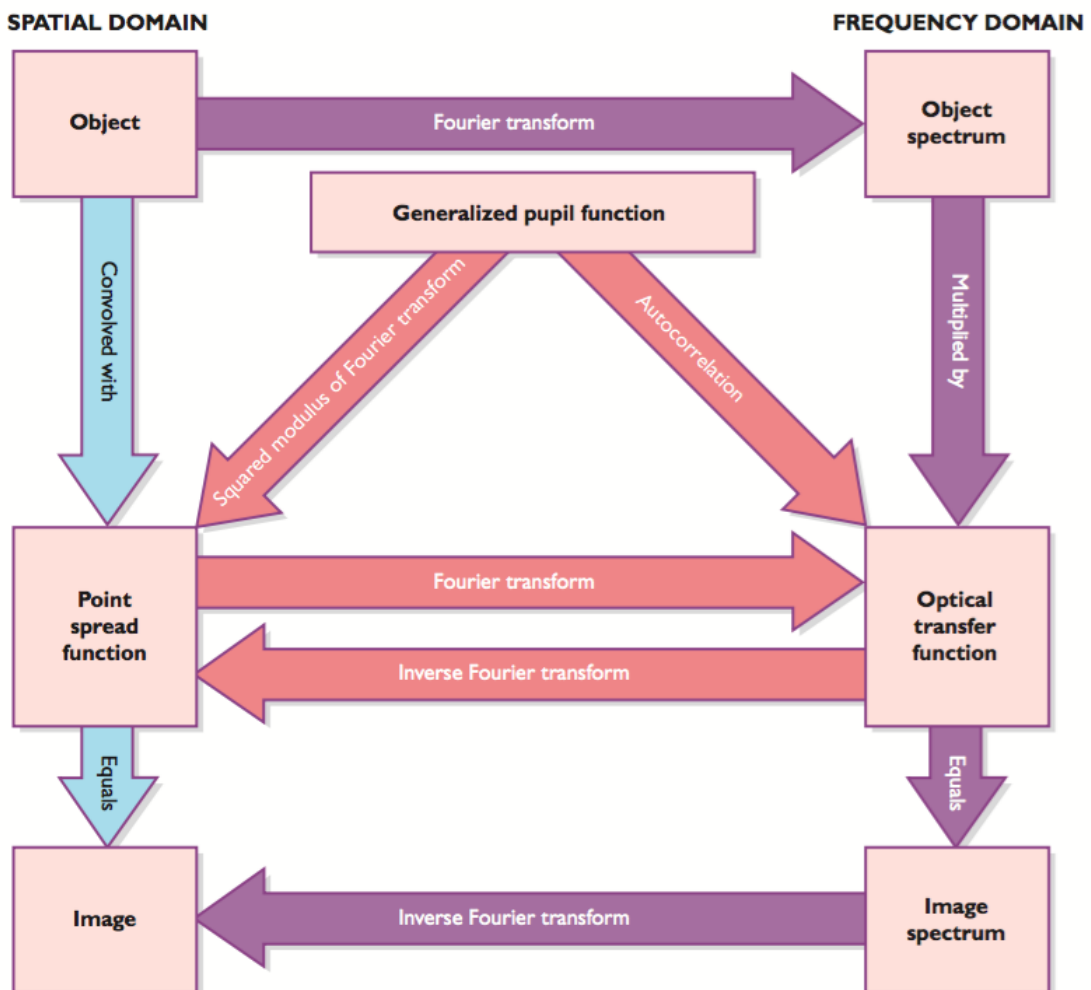 SPATIAL DOMAIN
FREQUENCY DOMAIN
Object
Fourier transform
Object
spectrum
Generalized pupil function
Convolved with
Squared modulus of Fourier transform
Autocorrelation
Multiplied by
Point
spread
function
Fourier transform
Inverse Fourier transform
Optical
transfer
function
Equals
Equals
Image
Inverse Fourier transform
Image
spectrum